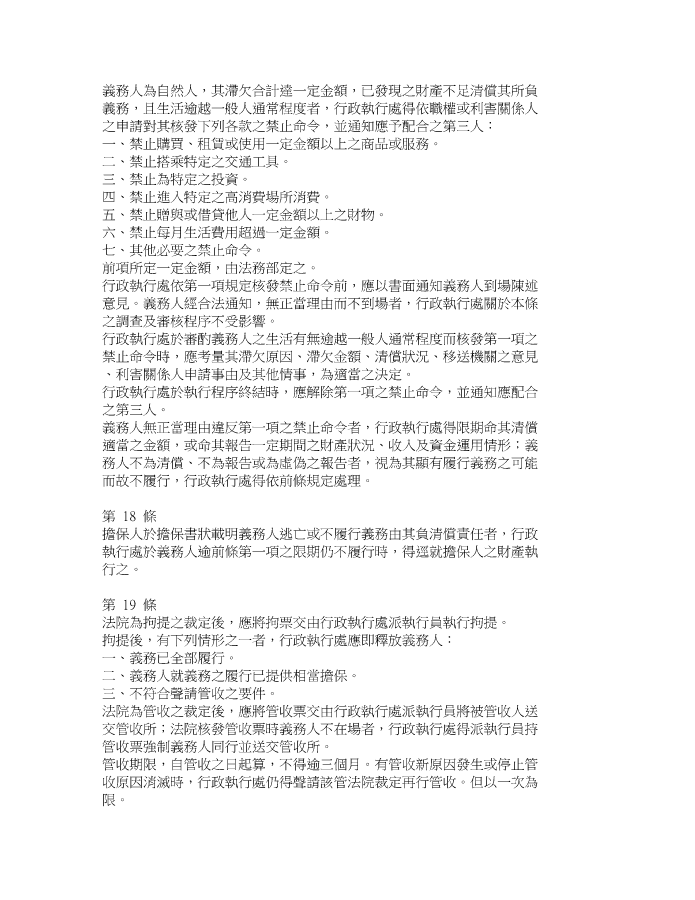 義務人為自然人，其滯欠合計達一定金額，已發現之財產不足清償其所負
義務，且生活逾越一般人通常程度者，行政執行處得依職權或利害關係人
之申請對其核發下列各款之禁止命令，並通知應予配合之第三人：
一、禁止購買、租賃或使用一定金額以上之商品或服務。
二、禁止搭乘特定之交通工具。
三、禁止為特定之投資。
四、禁止進入特定之高消費場所消費。
五、禁止贈與或借貸他人一定金額以上之財物。
六、禁止每月生活費用超過一定金額。
七、其他必要之禁止命令。
前項所定一定金額，由法務部定之。
行政執行處依第一項規定核發禁止命令前，應以書面通知義務人到場陳述
意見。義務人經合法通知，無正當理由而不到場者，行政執行處關於本條
之調查及審核程序不受影響。
行政執行處於審酌義務人之生活有無逾越一般人通常程度而核發第一項之
禁止命令時，應考量其滯欠原因、滯欠金額、清償狀況、移送機關之意見
、利害關係人申請事由及其他情事，為適當之決定。
行政執行處於執行程序終結時，應解除第一項之禁止命令，並通知應配合
之第三人。
義務人無正當理由違反第一項之禁止命令者，行政執行處得限期命其清償
適當之金額，或命其報告一定期間之財產狀況、收入及資金運用情形；義
務人不為清償、不為報告或為虛偽之報告者，視為其顯有履行義務之可能
而故不履行，行政執行處得依前條規定處理。
第 18 條
擔保人於擔保書狀載明義務人逃亡或不履行義務由其負清償責任者，行政
執行處於義務人逾前條第一項之限期仍不履行時，得逕就擔保人之財產執
行之。
第 19 條
法院為拘提之裁定後，應將拘票交由行政執行處派執行員執行拘提。
拘提後，有下列情形之一者，行政執行處應即釋放義務人：
一、義務已全部履行。
二、義務人就義務之履行已提供相當擔保。
三、不符合聲請管收之要件。
法院為管收之裁定後，應將管收票交由行政執行處派執行員將被管收人送
交管收所；法院核發管收票時義務人不在場者，行政執行處得派執行員持
管收票強制義務人同行並送交管收所。
管收期限，自管收之日起算，不得逾三個月。有管收新原因發生或停止管
收原因消滅時，行政執行處仍得聲請該管法院裁定再行管收。但以一次為
限。